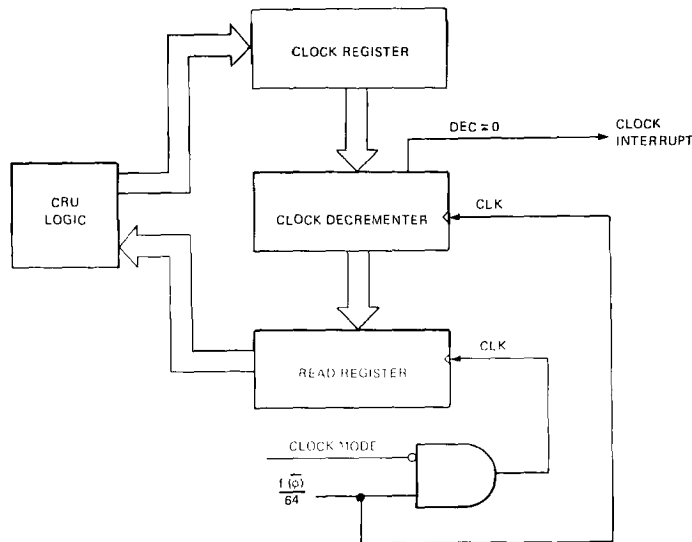 CLOCK REGISTER
DEC = 0
CLOCK
INTERRUPT
CRU
LOGIC
CLOCK DECREMENTER
CLK
READ REGISTER
CLK
CLOCK MODE
f(φ̅)
64